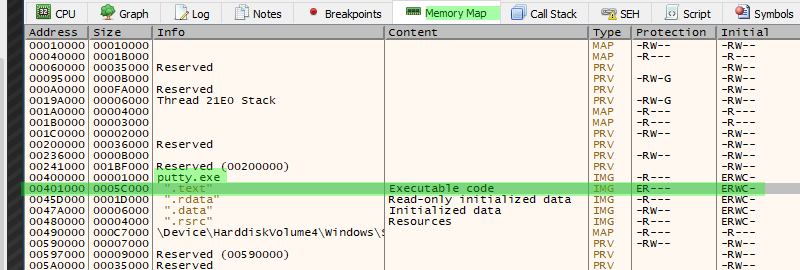 CPU Graph Log Notes Breakpoints Memory Map Call Stack SEH Script Symbols
Address Size Info Content Type Protection Initial
00010000 00010000 MAP -RW-- -RW--
00040000 0001B000 MAP -R--- -R---
00060000 00035000 Reserved PRV -RW--
00095000 0000B000 PRV -RW-G -RW--
000A0000 000FA000 Reserved PRV -RW--
0019A000 00006000 Thread 21E0 Stack PRV -RW-G -RW--
001A0000 00004000 MAP -R--- -R---
001B0000 00003000 MAP -R--- -R---
001C0000 00002000 PRV -RW-- -RW--
00200000 00036000 Reserved PRV -RW--
00236000 0000B000 PRV -RW-- -RW--
00241000 001BF000 Reserved (00200000) PRV -RW--
00400000 00001000 putty.exe IMG -R--- ERWC-
00401000 0005C000 ".text" Executable code IMG ER--- ERWC-
0045D000 0001D000 ".rdata" Read-only initialized data IMG -R--- ERWC-
0047A000 00006000 ".data" Initialized data IMG -RW-- ERWC-
00480000 00004000 ".rsrc" Resources IMG -R--- ERWC-
00490000 000C7000 \Device\HarddiskVolume4\Windows\ MAP -R--- -R---
00590000 00007000 PRV -RW-- -RW--
00597000 00009000 Reserved (00590000) PRV -RW--
005A0000 00035000 Reserved PRV -RW--